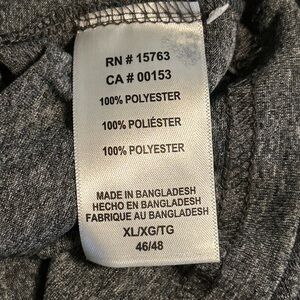 RN # 15763
CA # 00153
100% POLYESTER
100% POLIÉSTER
100% POLYESTER
MADE IN BANGLADESH
HECHO EN BANGLADESH
FABRIQUE AU BANGLADESH
XL/XG/TG
46/48